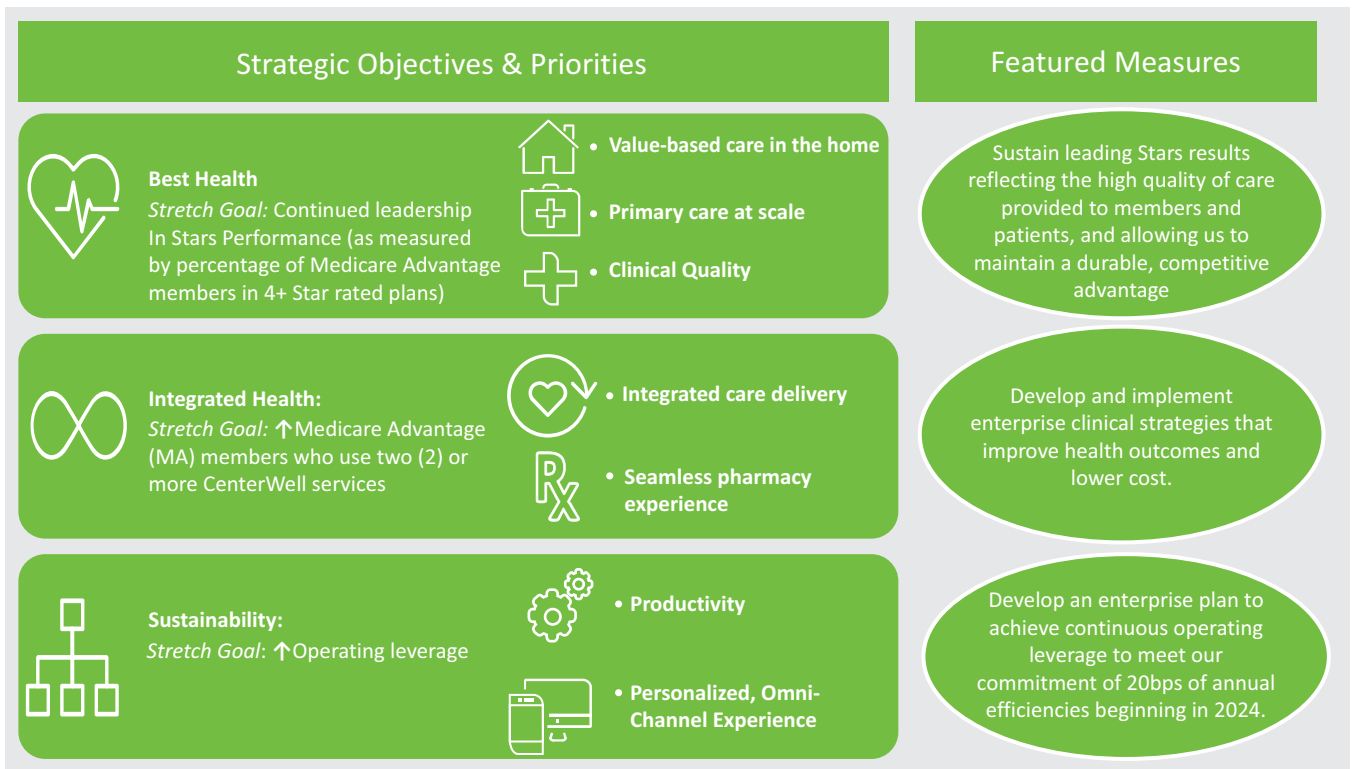 Strategic Objectives & Priorities
Featured Measures
Best Health
Stretch Goal: Continued leadership
In Stars Performance (as measured
by percentage of Medicare Advantage
members in 4+ Star rated plans)
• Value-based care in the home
• Primary care at scale
• Clinical Quality
Sustain leading Stars results
reflecting the high quality of care
provided to members and
patients, and allowing us to
maintain a durable, competitive
advantage
Integrated Health:
Stretch Goal: ↑Medicare Advantage
(MA) members who use two (2) or
more CenterWell services
• Integrated care delivery
Rx
• Seamless pharmacy
experience
Develop and implement
enterprise clinical strategies that
improve health outcomes and
lower cost.
Sustainability:
Stretch Goal: ↑Operating leverage
• Productivity
• Personalized, Omni-
Channel Experience
Develop an enterprise plan to
achieve continuous operating
leverage to meet our
commitment of 20bps of annual
efficiencies beginning in 2024.